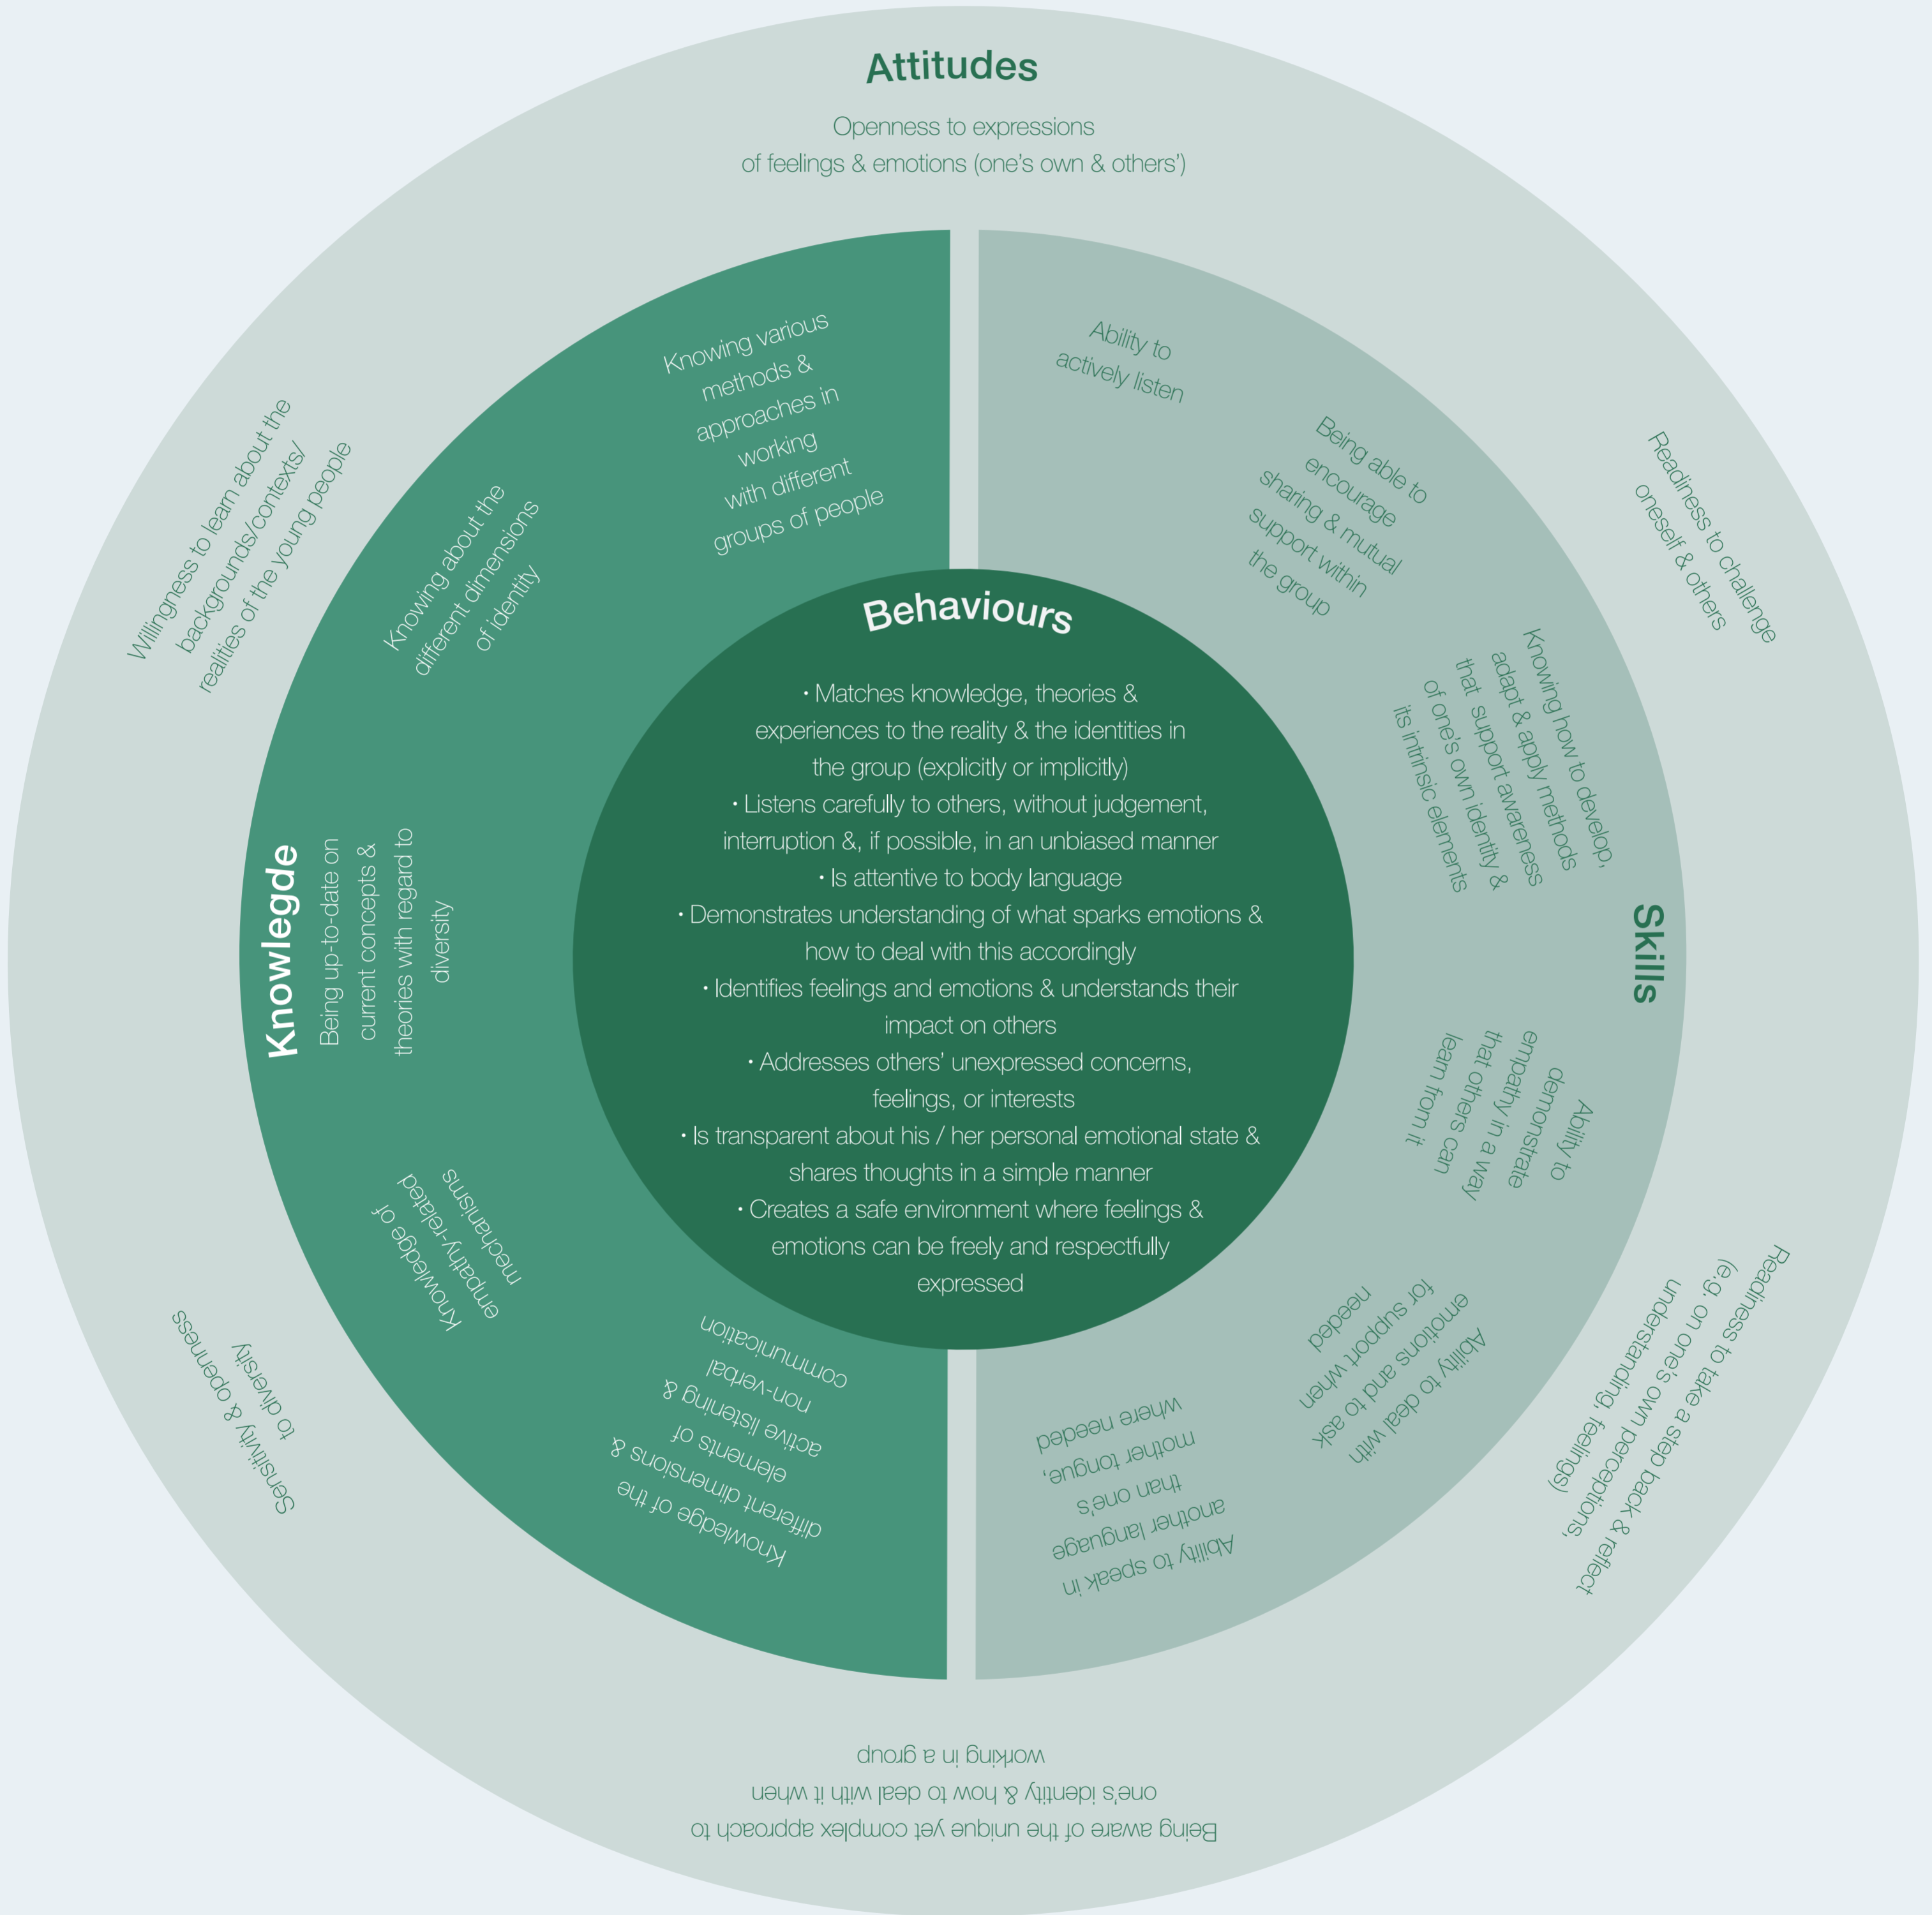 Attitudes
Openness to expressions
of feelings & emotions (one's own & others')
Readiness to challenge
oneself & others
Readiness to take a step back & reflect
(e.g. on one's own perceptions,
understanding, feelings)
Being aware of the unique yet complex approach to
one's identity & how to deal with it when
working in a group
Sensitivity & openness
to diversity
Willingness to learn about the
backgrounds/contexts/
realities of the young people
Knowlegde
Knowing various
methods &
approaches in
working
with different
groups of people
Knowing about the
different dimensions
of identity
Being up-to-date on
current concepts &
theories with regard to
diversity
Knowledge of
empathy-related
mechanisms
Knowledge of the
different dimensions &
elements of
active listening &
non-verbal
communication
Skills
Ability to
actively listen
Being able to
encourage
sharing & mutual
support within
the group
Knowing how to develop,
adapt & apply methods
that support awareness
of one's own identity &
its intrinsic elements
Ability to
demonstrate
empathy in a way
that others can
learn from it
Ability to deal with
emotions and to ask
for support when
needed
Ability to speak in
another language
than one's
mother tongue,
where needed
Behaviours
• Matches knowledge, theories &
experiences to the reality & the identities in
the group (explicitly or implicitly)
• Listens carefully to others, without judgement,
interruption &, if possible, in an unbiased manner
• Is attentive to body language
• Demonstrates understanding of what sparks emotions &
how to deal with this accordingly
• Identifies feelings and emotions & understands their
impact on others
• Addresses others' unexpressed concerns,
feelings, or interests
• Is transparent about his / her personal emotional state &
shares thoughts in a simple manner
• Creates a safe environment where feelings &
emotions can be freely and respectfully
expressed